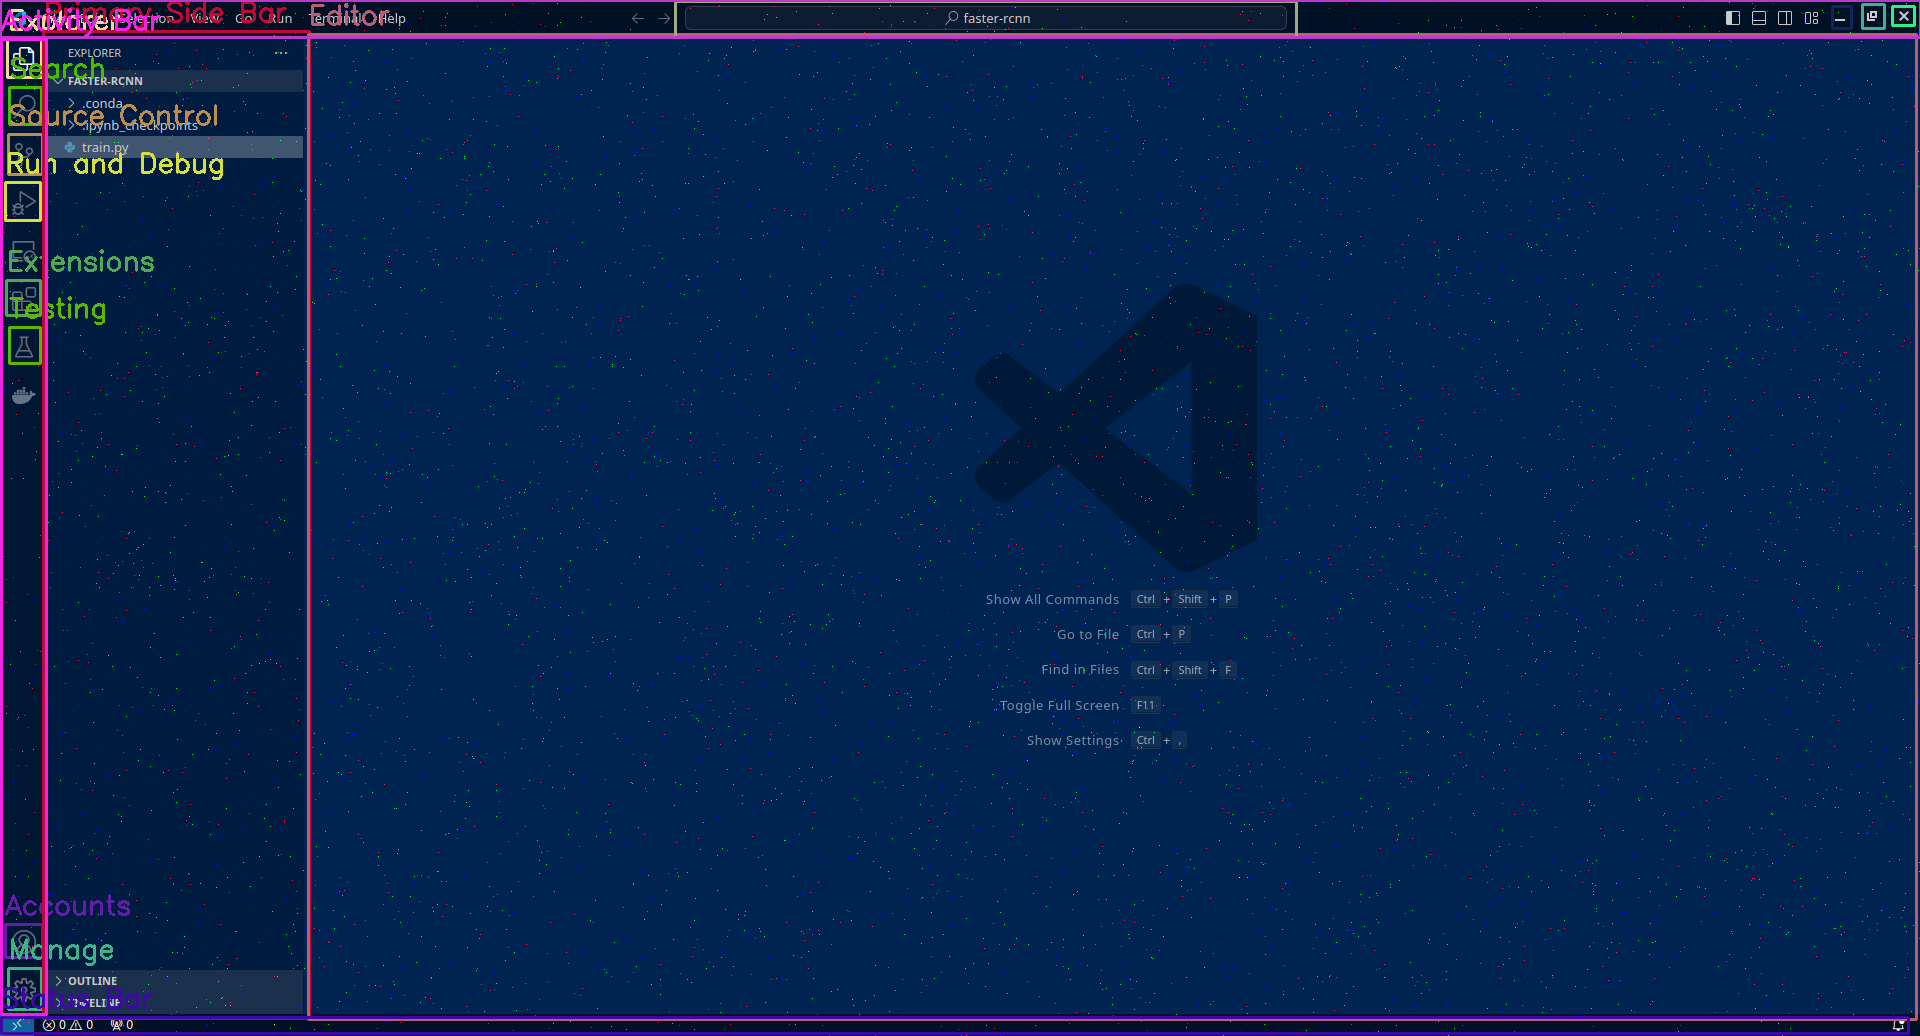 Activity Bar
Primary Side Bar
Editor
Selection View Go Run Terminal Help
faster-rcnn
Explorer
EXPLORER
Search
FASTER-RCNN
.conda
Source Control
.ipynb_checkpoints
train.py
Run and Debug
Extensions
Testing
Show All Commands Ctrl + Shift + P
Go to File Ctrl + P
Find in Files Ctrl + Shift + F
Toggle Full Screen F11
Show Settings Ctrl + ,
Accounts
Manage
OUTLINE
Status Bar
TIMELINE
0 0 0